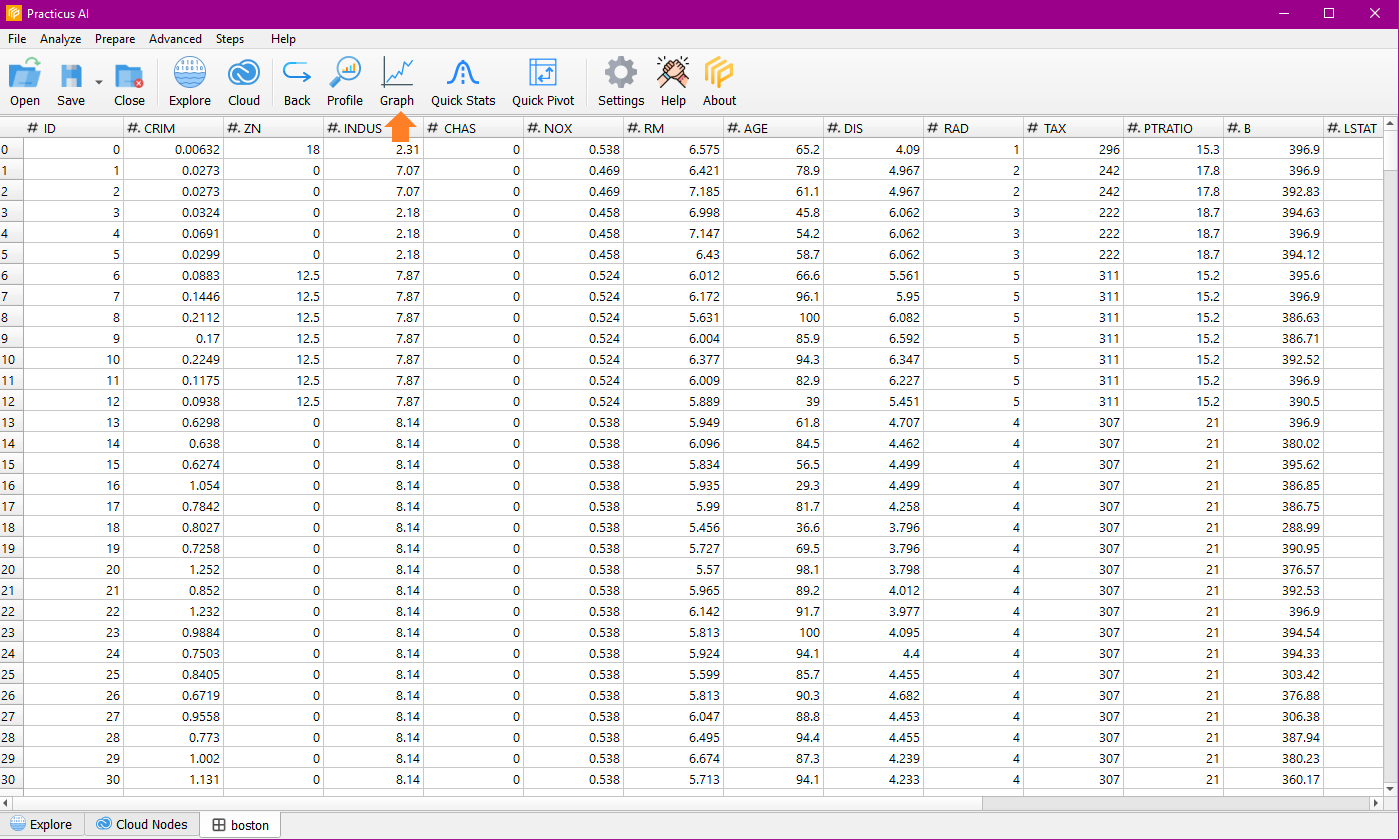 Practicus AI
File Analyze Prepare Advanced Steps Help
Open Save Close Explore Cloud Back Profile Graph Quick Stats Quick Pivot Settings Help About
# ID #. CRIM #. ZN #. INDUS # CHAS #. NOX #. RM #. AGE #. DIS # RAD # TAX #. PTRATIO #. B #. LSTAT
0 0 0.00632 18 2.31 0 0.538 6.575 65.2 4.09 1 296 15.3 396.9
1 1 0.0273 0 7.07 0 0.469 6.421 78.9 4.967 2 242 17.8 396.9
2 2 0.0273 0 7.07 0 0.469 7.185 61.1 4.967 2 242 17.8 392.83
3 3 0.0324 0 2.18 0 0.458 6.998 45.8 6.062 3 222 18.7 394.63
4 4 0.0691 0 2.18 0 0.458 7.147 54.2 6.062 3 222 18.7 396.9
5 5 0.0299 0 2.18 0 0.458 6.43 58.7 6.062 3 222 18.7 394.12
6 6 0.0883 12.5 7.87 0 0.524 6.012 66.6 5.561 5 311 15.2 395.6
7 7 0.1446 12.5 7.87 0 0.524 6.172 96.1 5.95 5 311 15.2 396.9
8 8 0.2112 12.5 7.87 0 0.524 5.631 100 6.082 5 311 15.2 386.63
9 9 0.17 12.5 7.87 0 0.524 6.004 85.9 6.592 5 311 15.2 386.71
10 10 0.2249 12.5 7.87 0 0.524 6.377 94.3 6.347 5 311 15.2 392.52
11 11 0.1175 12.5 7.87 0 0.524 6.009 82.9 6.227 5 311 15.2 396.9
12 12 0.0938 12.5 7.87 0 0.524 5.889 39 5.451 5 311 15.2 390.5
13 13 0.6298 0 8.14 0 0.538 5.949 61.8 4.707 4 307 21 396.9
14 14 0.638 0 8.14 0 0.538 6.096 84.5 4.462 4 307 21 380.02
15 15 0.6274 0 8.14 0 0.538 5.834 56.5 4.499 4 307 21 395.62
16 16 1.054 0 8.14 0 0.538 5.935 29.3 4.499 4 307 21 386.85
17 17 0.7842 0 8.14 0 0.538 5.99 81.7 4.258 4 307 21 386.75
18 18 0.8027 0 8.14 0 0.538 5.456 36.6 3.796 4 307 21 288.99
19 19 0.7258 0 8.14 0 0.538 5.727 69.5 3.796 4 307 21 390.95
20 20 1.252 0 8.14 0 0.538 5.57 98.1 3.798 4 307 21 376.57
21 21 0.852 0 8.14 0 0.538 5.965 89.2 4.012 4 307 21 392.53
22 22 1.232 0 8.14 0 0.538 6.142 91.7 3.977 4 307 21 396.9
23 23 0.9884 0 8.14 0 0.538 5.813 100 4.095 4 307 21 394.54
24 24 0.7503 0 8.14 0 0.538 5.924 94.1 4.4 4 307 21 394.33
25 25 0.8405 0 8.14 0 0.538 5.599 85.7 4.455 4 307 21 303.42
26 26 0.6719 0 8.14 0 0.538 5.813 90.3 4.682 4 307 21 376.88
27 27 0.9558 0 8.14 0 0.538 6.047 88.8 4.453 4 307 21 306.38
28 28 0.773 0 8.14 0 0.538 6.495 94.4 4.455 4 307 21 387.94
29 29 1.002 0 8.14 0 0.538 6.674 87.3 4.239 4 307 21 380.23
30 30 1.131 0 8.14 0 0.538 5.713 94.1 4.233 4 307 21 360.17
Explore Cloud Nodes boston